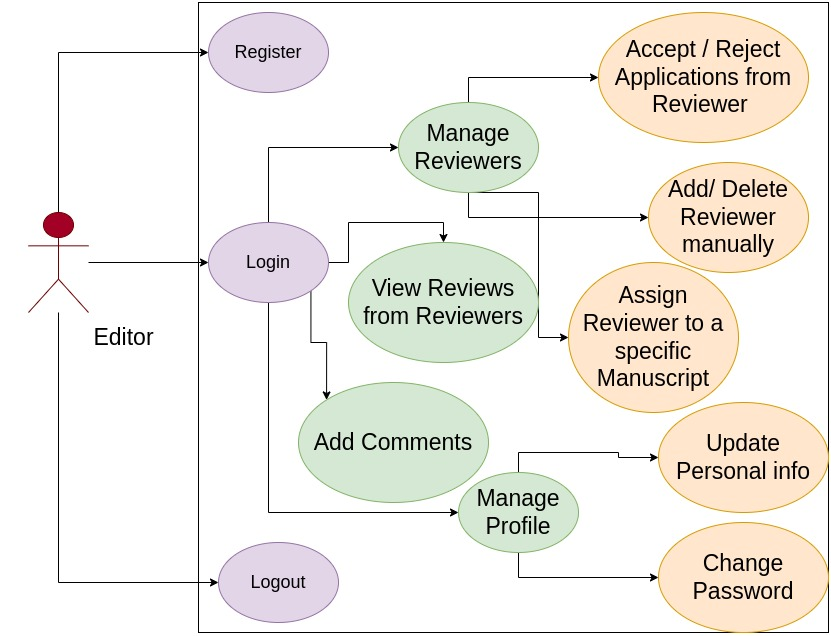 Register
Accept / Reject
Applications from
Reviewer
Manage
Reviewers
Add/ Delete
Reviewer
manually
Login
View Reviews
from Reviewers
Assign
Reviewer to a
specific
Manuscript
Editor
Add Comments
Update
Personal info
Manage
Profile
Logout
Change
Password